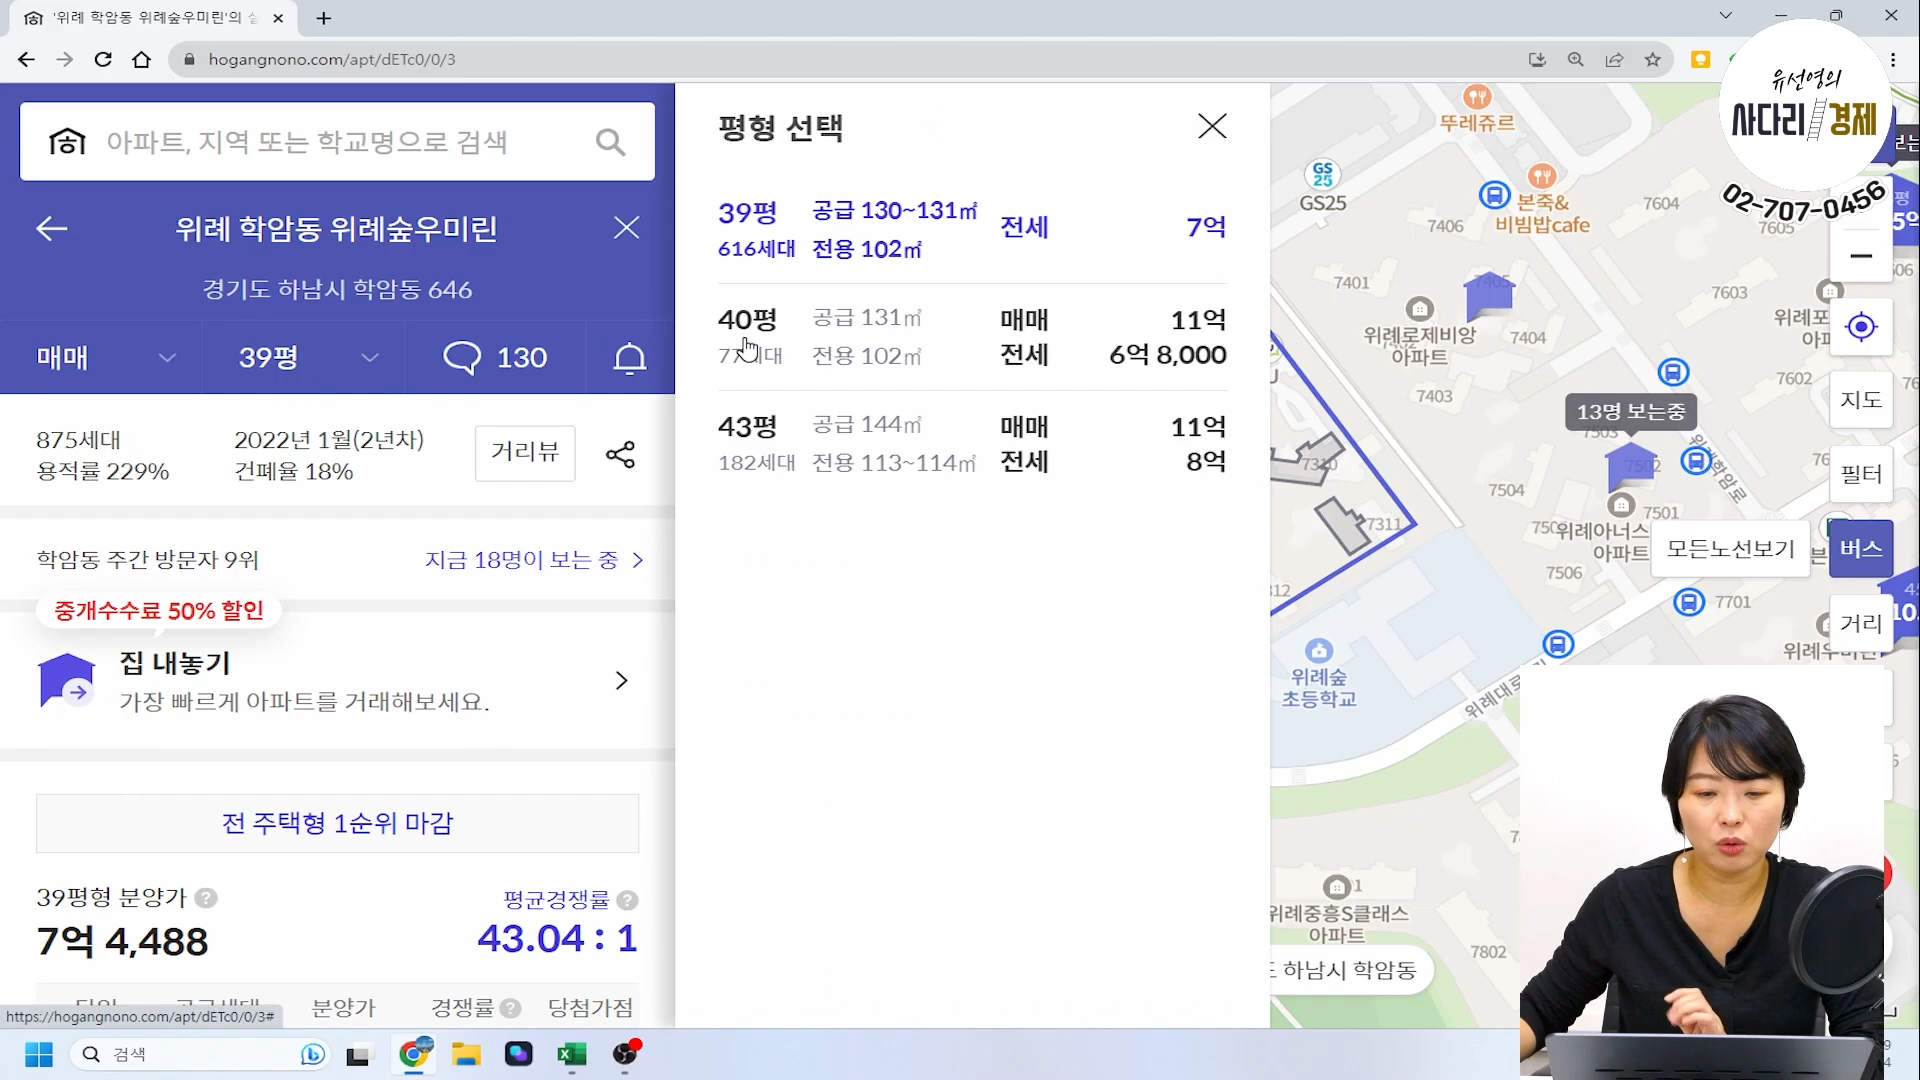 '위례 학암동 위례숲우미린'의
hogangnono.com/apt/dETc0/0/3
유선영의
사다리 경제
02-707-0456
아파트, 지역 또는 학교명으로 검색
위례 학암동 위례숲우미린
경기도 하남시 학암동 646
매매
39평
130
875세대
2022년 1월(2년차)
용적률 229%
건폐율 18%
거리뷰
학암동 주간 방문자 9위
지금 18명이 보는 중
중개수수료 50% 할인
집 내놓기
가장 빠르게 아파트를 거래해보세요.
전 주택형 1순위 마감
39평형 분양가
평균경쟁률
7억 4,488
43.04 : 1
분양가
경쟁률
당첨가점
https://hogangnono.com/apt/dETc0/0/3#
평형 선택
39평 공급 130~131㎡ 전세 7억
616세대 전용 102㎡
40평 공급 131㎡ 매매 11억
전용 102㎡ 전세 6억 8,000
43평 공급 144㎡ 매매 11억
182세대 전용 113~114㎡ 전세 8억
뚜레쥬르
GS25
GS25
본죽&
비빔밥cafe
7604
7605
7406
7401
7405
7603
위례로제비앙
아파트
7404
7602
7403
13명 보는중
7503
7502
7310
7504
7501
7311
위례아너스
아파트
7506
7701
모든노선보기
버스
지도
필터
거리
위례숲
초등학교
위례대로
위례중흥S클래스
아파트
7802
하남시 학암동
검색